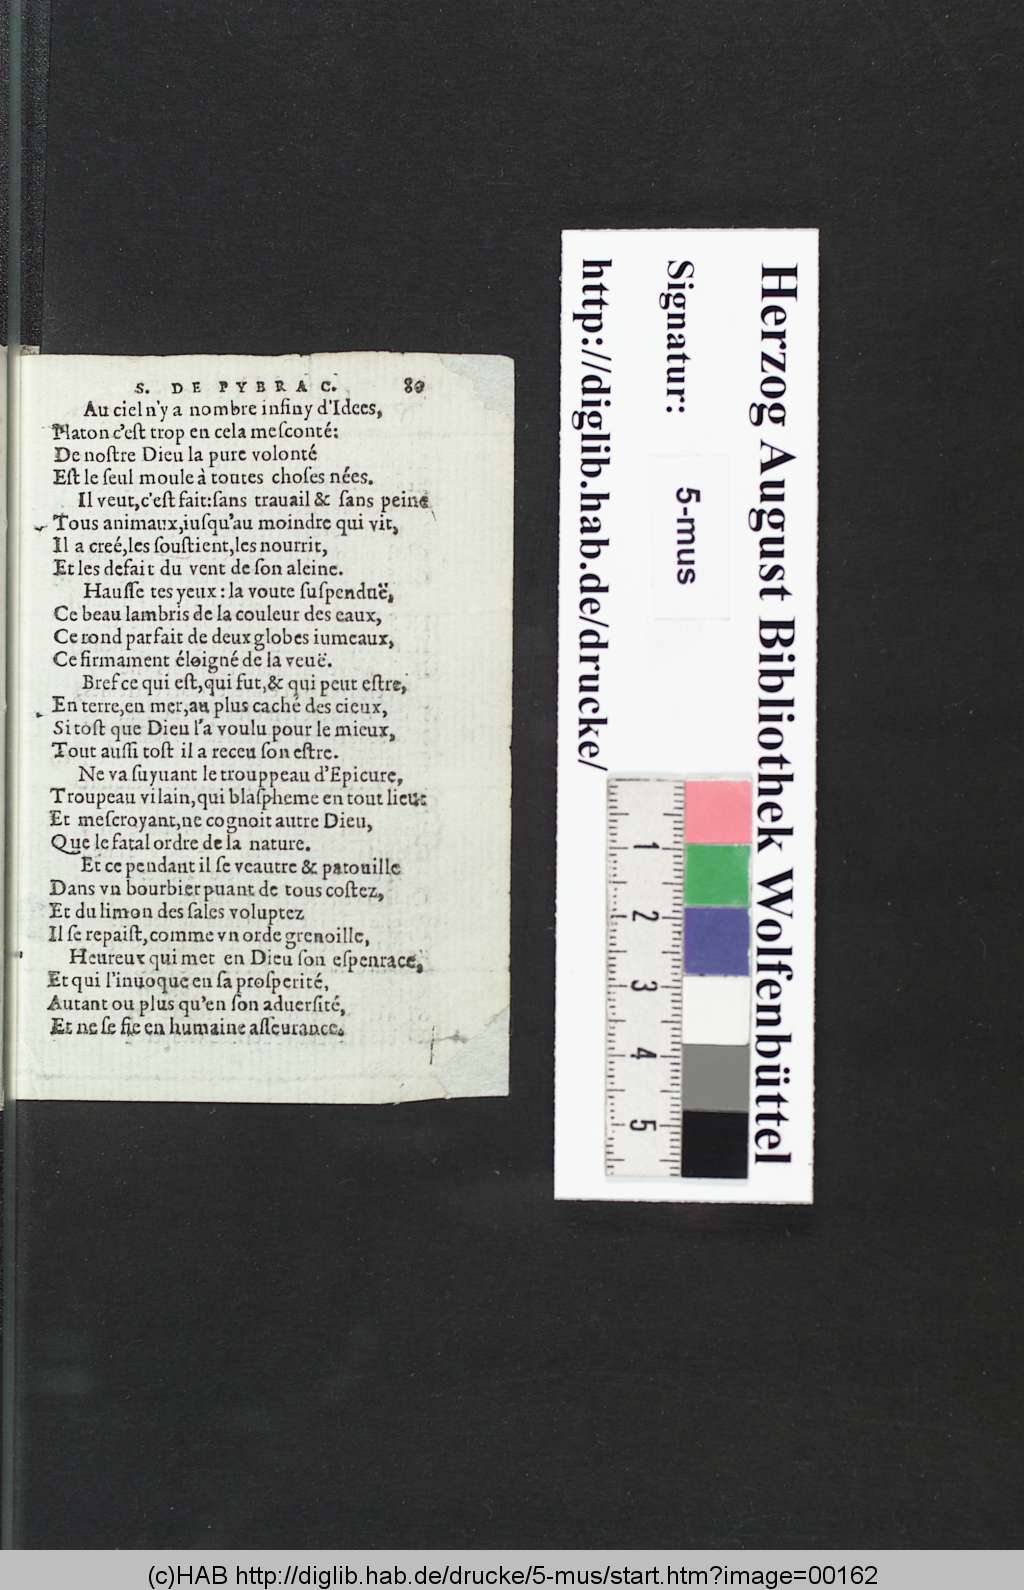 S. DE PYBRAC. 80
Au ciel n'y a nombre infiny d'Idees,
Platon c'eſt trop en cela meſconté:
De noſtre Dieu la pure volonté
Eſt le ſeul moule à toutes choſes nées.
Il veut, c'eſt fait: ſans trauail & ſans peine
Tous animaux, iuſqu'au moindre qui vit,
Il a creé, les ſouſtient, les nourrit,
Et les defait du vent de ſon aleine.
Hauſſe tes yeux: la voute ſuſpenduë,
Ce beau lambris de la couleur des eaux,
Ce rond parfait de deux globes iumeaux,
Ce firmament éloigné de la veuë.
Bref ce qui eſt, qui fut, & qui peut eſtre,
En terre, en mer, au plus caché des cieux,
Si toſt que Dieu l'a voulu pour le mieux,
Tout auſſi toſt il a receu ſon eſtre.
Ne va ſuyuant le trouppeau d'Epicure,
Troupeau vilain, qui blaſpheme en tout lieu:
Et meſcroyant, ne cognoit autre Dieu,
Que le fatal ordre de la nature.
Et ce pendant il ſe veautre & patouille
Dans vn bourbier puant de tous coſtez,
Et du limon des ſales voluptez
Il ſe repaiſt, comme vn orde grenoille,
Heureux qui met en Dieu ſon eſperace,
Et qui l'inuoque en ſa proſperité,
Autant ou plus qu'en ſon aduerſité,
Et ne ſe fie en humaine aſſeurance.
Herzog August Bibliothek Wolfenbüttel
Signatur: 5-mus
http://diglib.hab.de/drucke/
1 2 3 4 5
(c)HAB http://diglib.hab.de/drucke/5-mus/start.htm?image=00162